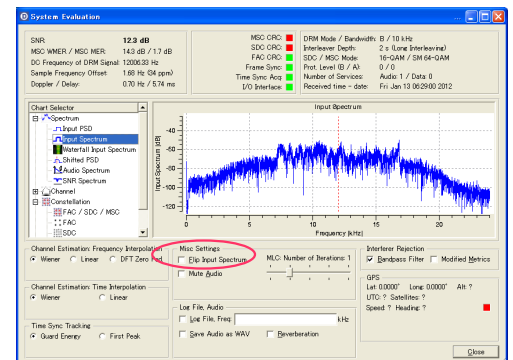 System Evaluation
SNR: 12.3 dB
MSC WMER / MSC MER: 14.3 dB / 1.7 dB
DC Frequency of DRM Signal: 12006.33 Hz
Sample Frequency Offset: 1.68 Hz (34 ppm)
Doppler / Delay: 0.70 Hz / 5.74 ms
MSC CRC:
SDC CRC:
FAC CRC:
Frame Sync:
Time Sync Acq:
I/O Interface:
DRM Mode / Bandwidth: B / 10 kHz
Interleaver Depth: 2 s (Long Interleaving)
SDC / MSC Mode: 16-QAM / SM 64-QAM
Prot. Level (B / A): 0 / 0
Number of Services: Audio: 1 / Data: 0
Received time - date: Fri Jan 13 06:29:00 2012
Chart Selector
Spectrum
Input PSD
Input Spectrum
Waterfall Input Spectrum
Shifted PSD
Audio Spectrum
SNR Spectrum
Channel
Constellation
FAC / SDC / MSC
FAC
SDC
Input Spectrum
Input Spectrum [dB]
-40
-60
-80
-100
-120
0
5
10
15
20
Frequency [kHz]
Channel Estimation: Frequency Interpolation
Wiener
Linear
DFT Zero Pad
Channel Estimation: Time Interpolation
Wiener
Linear
Time Sync Tracking
Guard Energy
First Peak
Misc Settings
Flip Input Spectrum
Mute Audio
MLC: Number of Iterations: 1
Log File, Audio
Log File, Freq:
kHz
Save Audio as WAV
Reverberation
Interferer Rejection
Bandpass Filter
Modified Metrics
GPS
Lat: 0.0000° Long: 0.0000° Alt: ?
UTC: ? Satellites: ?
Speed: ? Heading: ?
Close